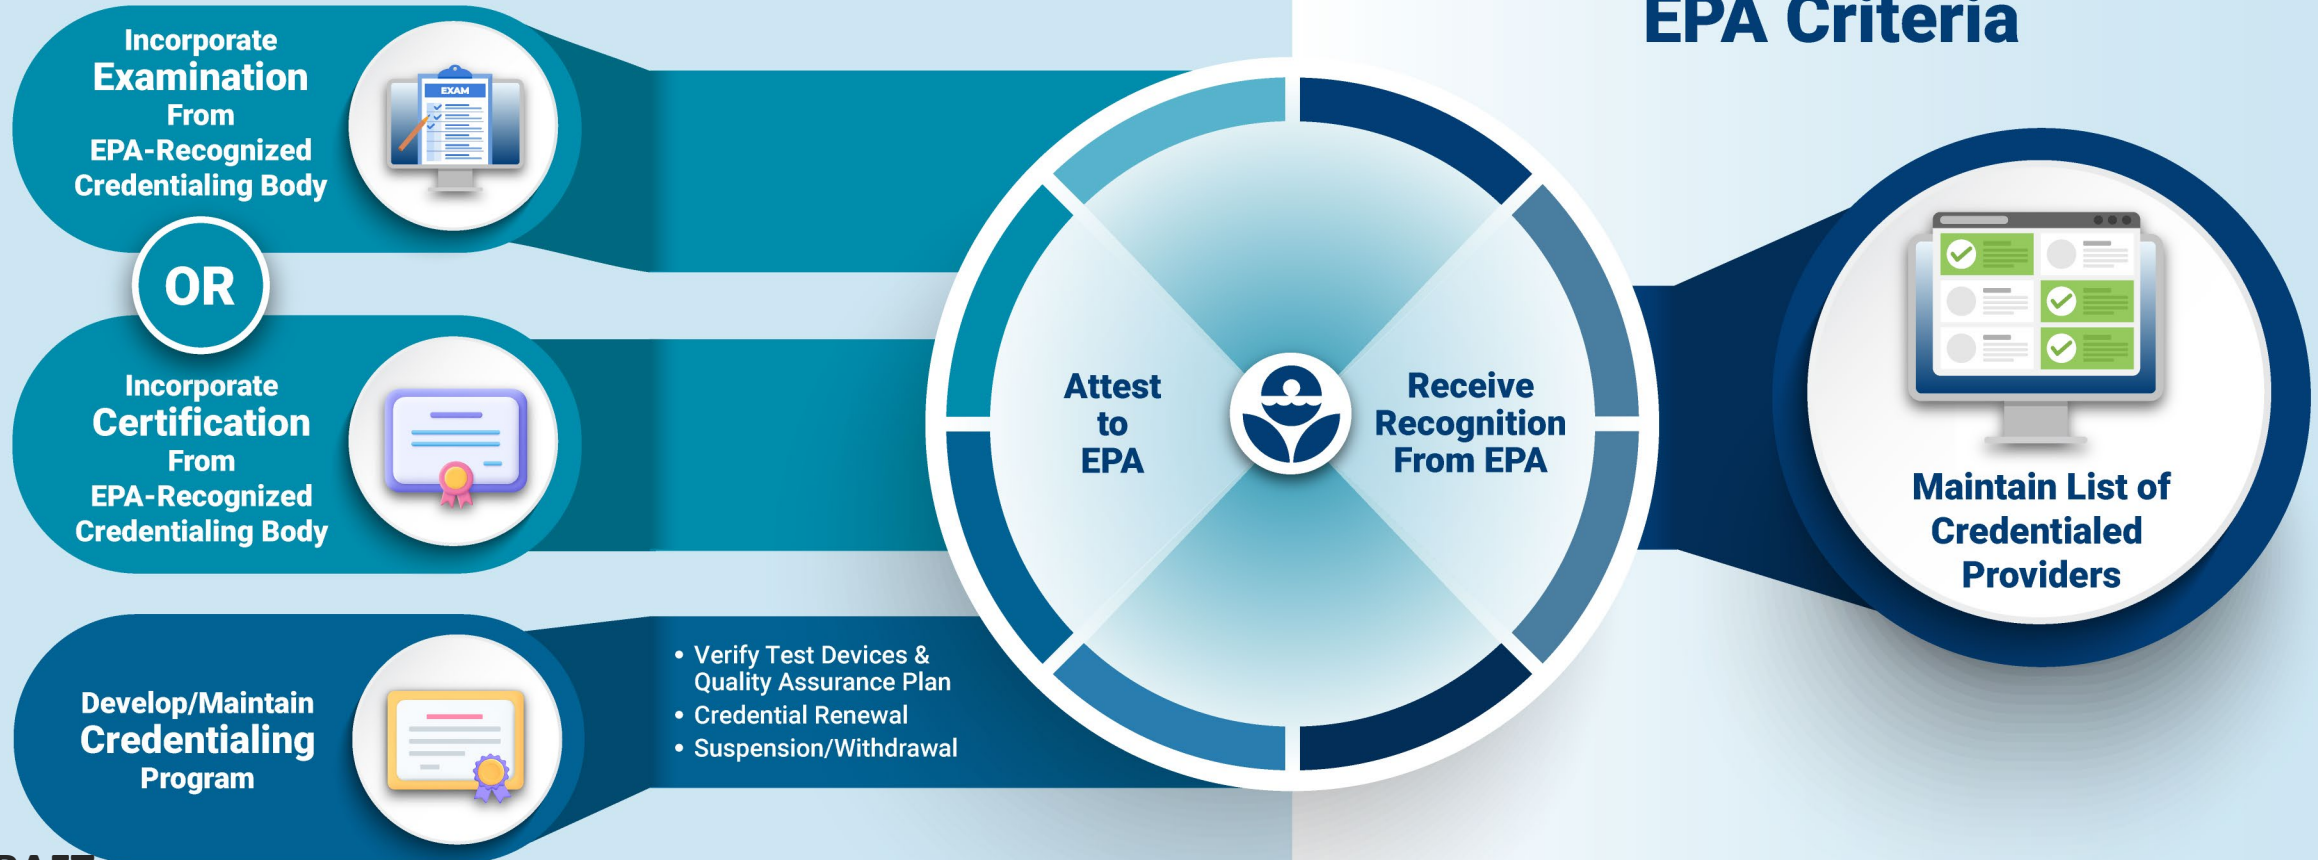 EPA Criteria
Incorporate
Examination
From
EPA-Recognized
Credentialing Body
EXAM
OR
Incorporate
Certification
From
EPA-Recognized
Credentialing Body
Develop/Maintain
Credentialing
Program
• Verify Test Devices &
Quality Assurance Plan
• Credential Renewal
• Suspension/Withdrawal
Attest
to
EPA
Receive
Recognition
From EPA
Maintain List of
Credentialed
Providers